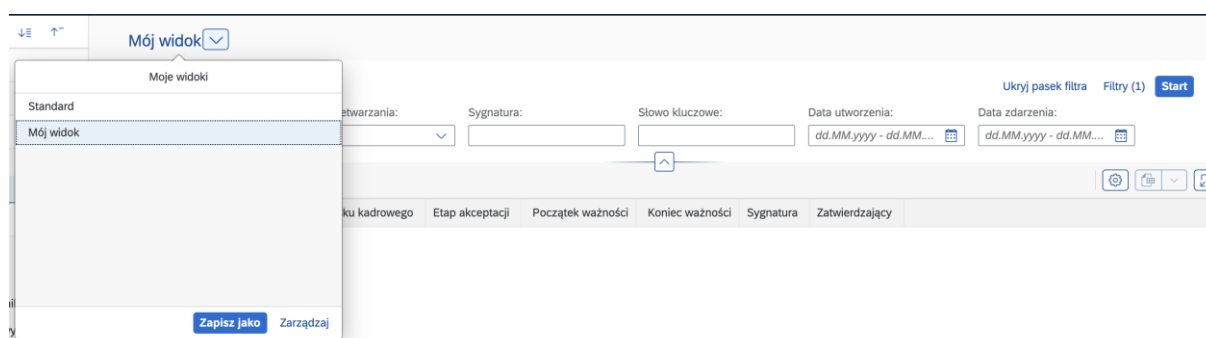 Mój widok
Moje widoki
Ukryj pasek filtra Filtry (1) Start
Standard
etwarzania: Sygnatura: Słowo kluczowe: Data utworzenia: Data zdarzenia:
Mój widok
dd.MM.yyyy - dd.MM.... dd.MM.yyyy - dd.MM....
ku kadrowego Etap akceptacji Początek ważności Koniec ważności Sygnatura Zatwierdzający
Zapisz jako Zarządzaj